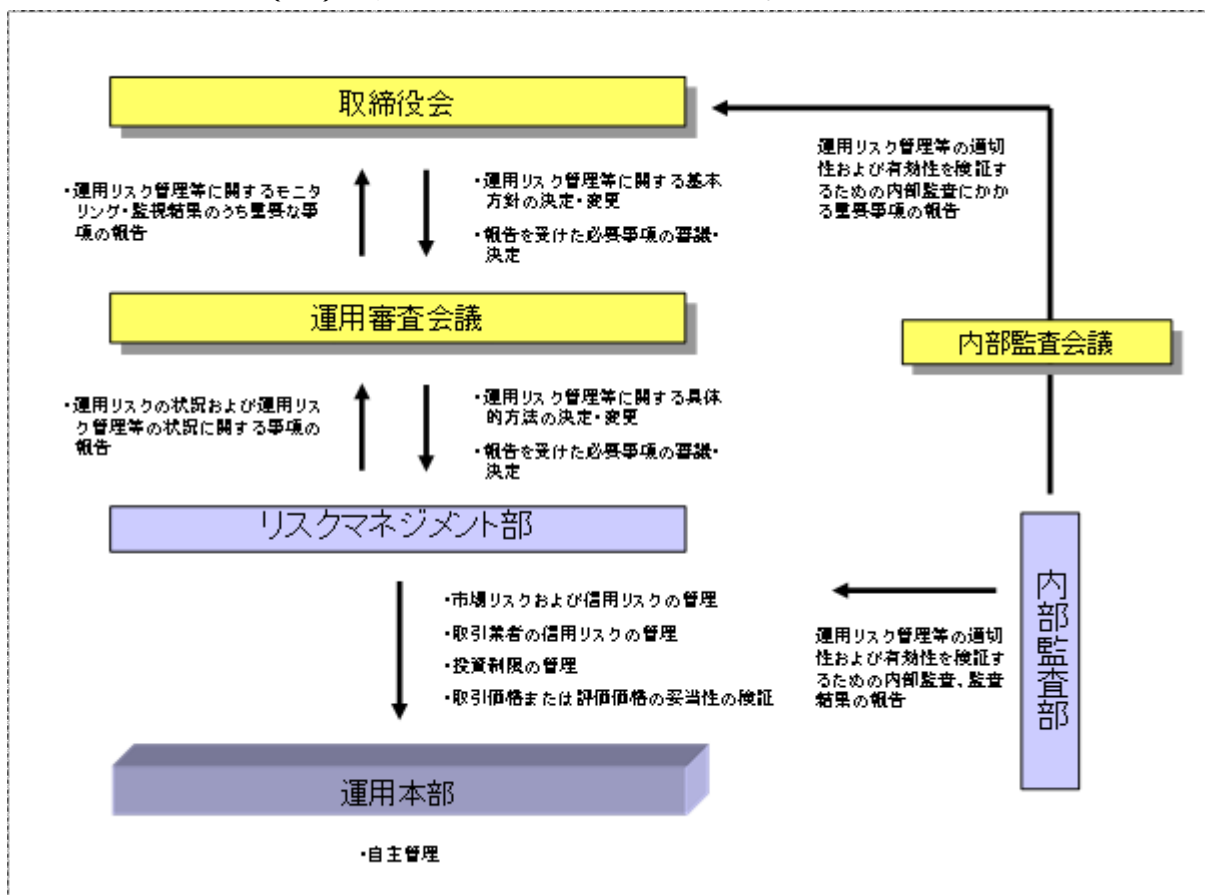 取締役会
・運用リスク管理等に関するモニタ
リング・監視結果のうち重要な事
項の報告
・運用リスク管理等に関する基本
方針の決定・変更
・報告を受けた必要事項の審議・
決定
運用リスク管理等の適切
性および有効性を検証す
るための内部監査にかか
る重要事項の報告
運用審査会議
内部監査会議
・運用リスクの状況および運用リス
ク管理等の状況に関する事項の
報告
・運用リスク管理等に関する具体
的方法の決定・変更
・報告を受けた必要事項の審議・
決定
リスクマネジメント部
・市場リスクおよび信用リスクの管理
・取引業者の信用リスクの管理
・投資制限の管理
・取引価格または評価価格の妥当性の検証
運用リスク管理等の適切
性および有効性を検証す
るための内部監査、監査
結果の報告
内部監査部
運用本部
・自主管理